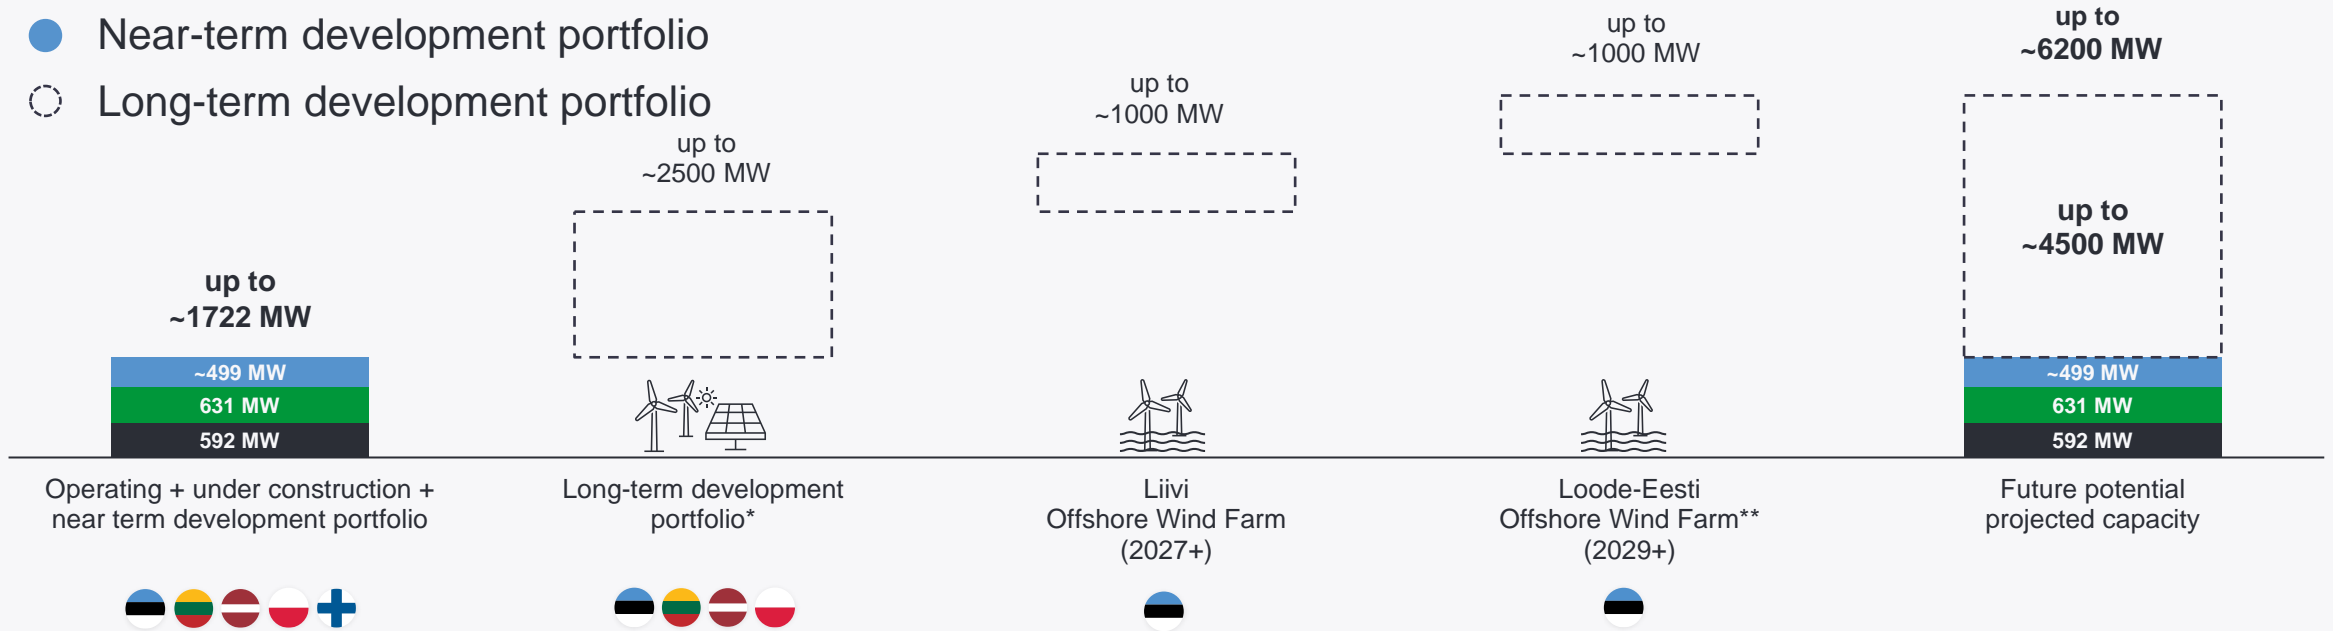 Near-term development portfolio
Long-term development portfolio
up to
~1722 MW
~499 MW
631 MW
592 MW
Operating + under construction +
near term development portfolio
up to
~2500 MW
Long-term development
portfolio*
up to
~1000 MW
Liivi
Offshore Wind Farm
(2027+)
up to
~1000 MW
Loode-Eesti
Offshore Wind Farm**
(2029+)
up to
~6200 MW
up to
~4500 MW
~499 MW
631 MW
592 MW
Future potential
projected capacity